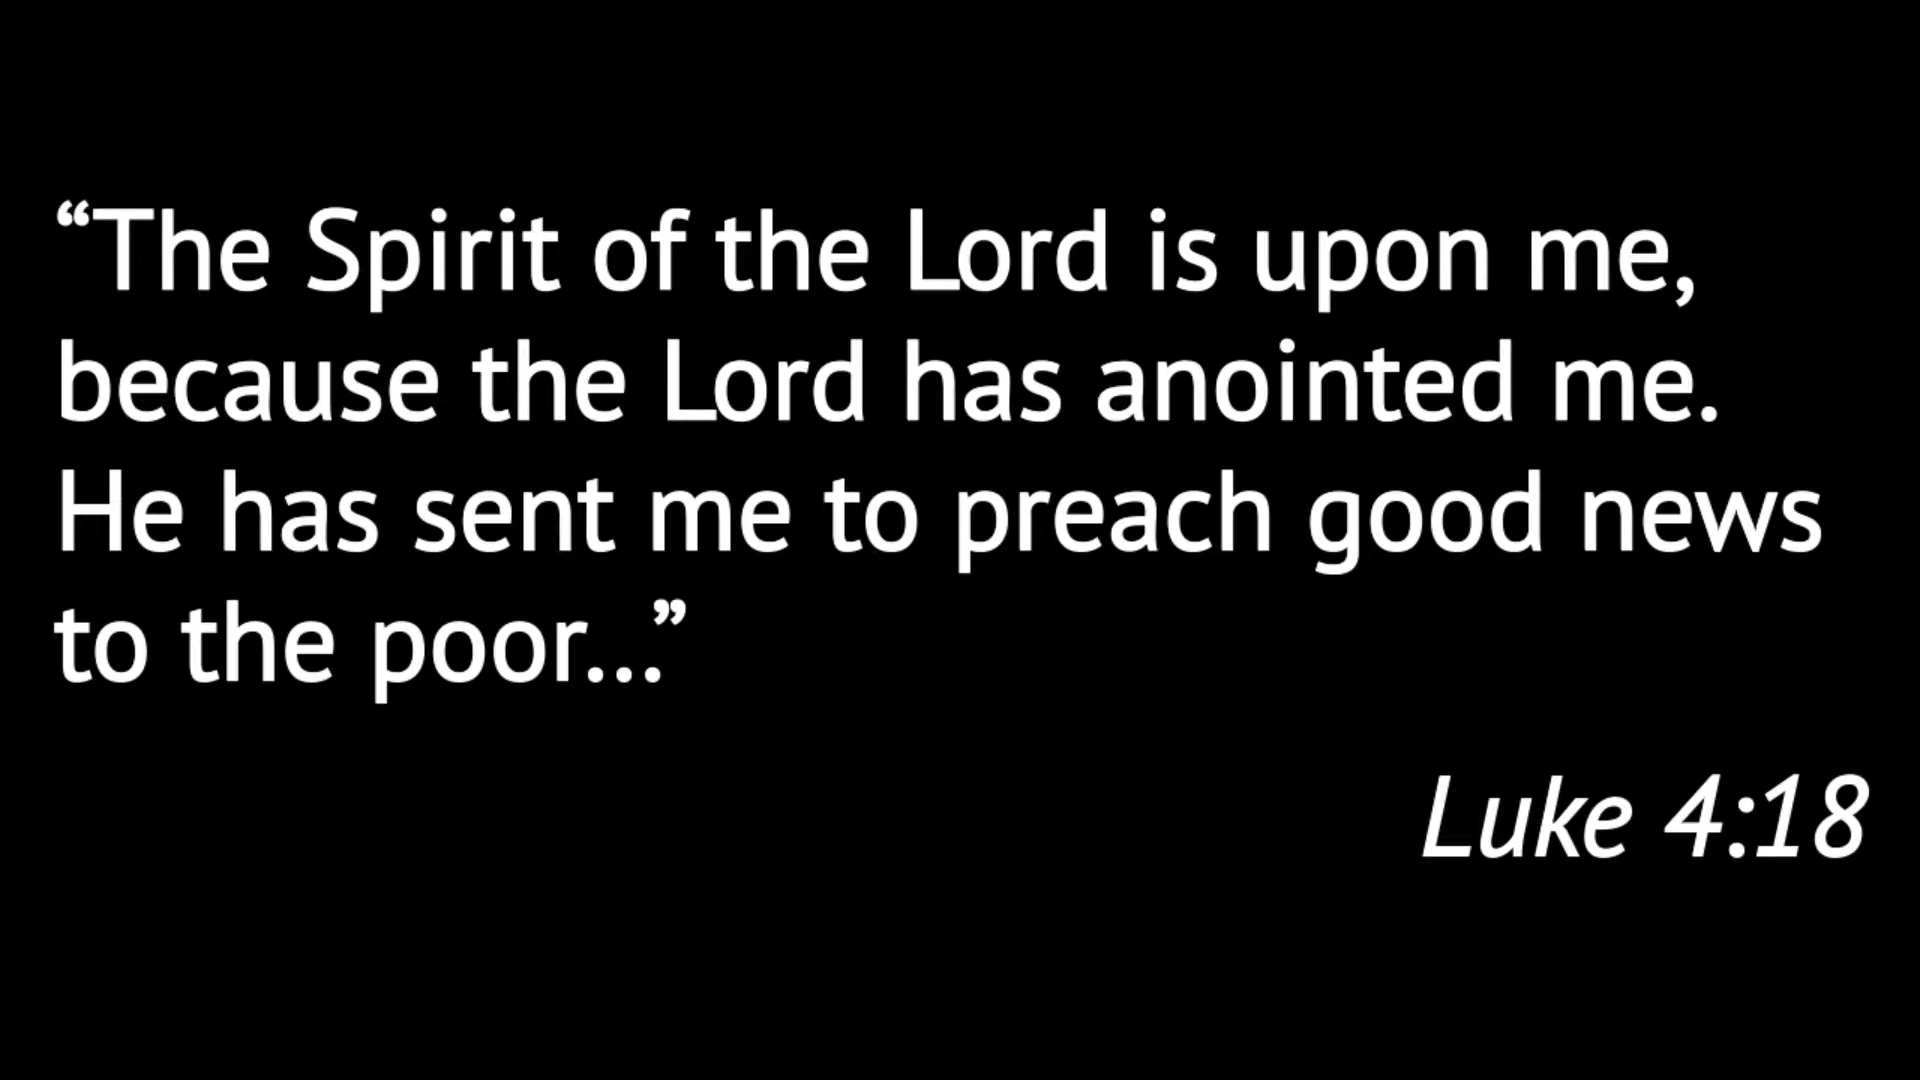 “The Spirit of the Lord is upon me,
because the Lord has anointed me.
He has sent me to preach good news
to the poor...”
Luke 4:18